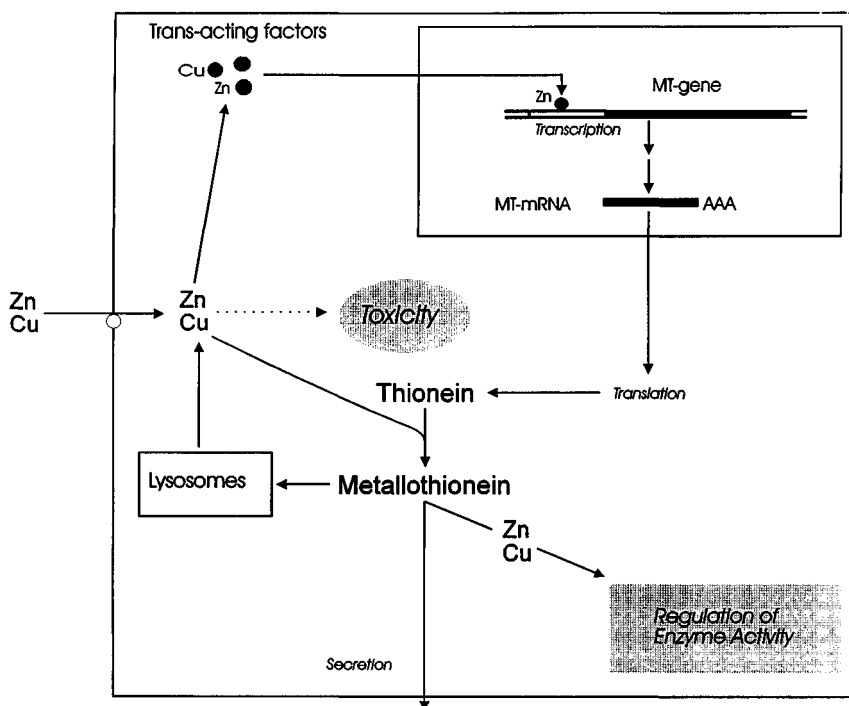 Trans-acting factors
Cu
Zn
Zn
MT-gene
Transcription
MT-mRNA
AAA
Zn
Cu
Zn
Cu
Toxicity
Thionein
Translation
Lysosomes
Metallothionein
Zn
Cu
Regulation of
Enzyme Activity
Secretion